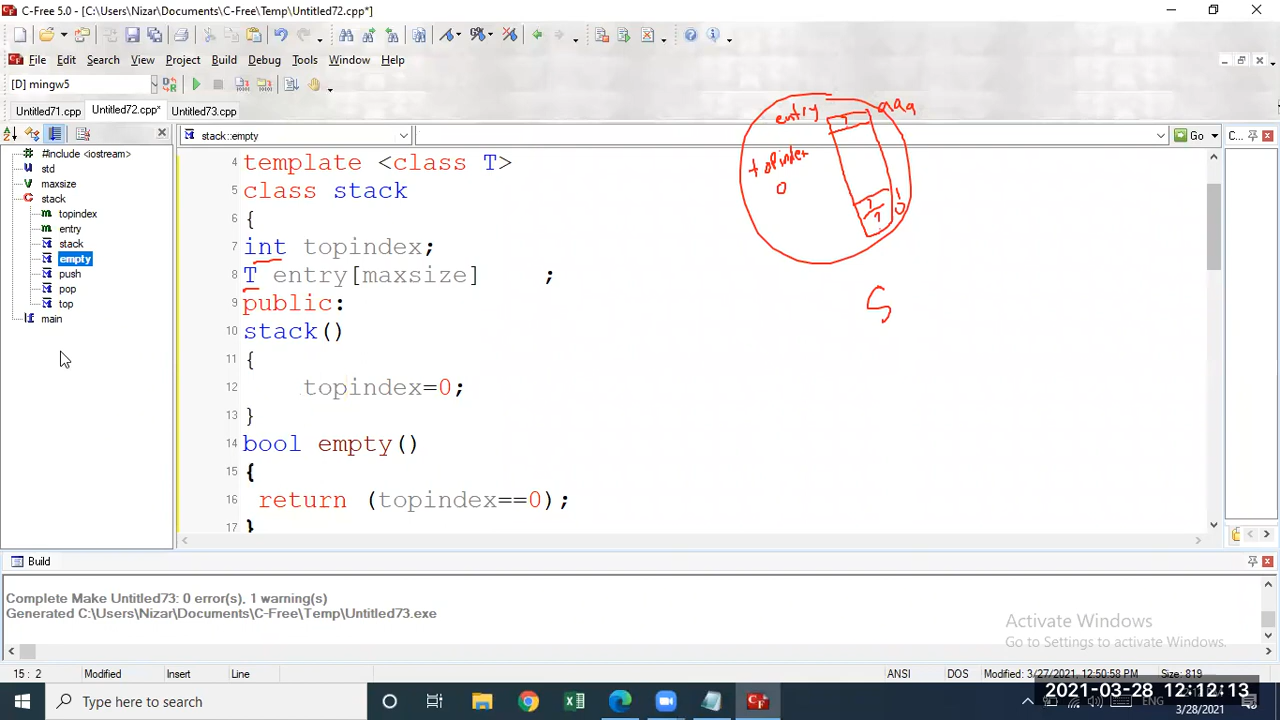 C-Free 5.0 - [C:\Users\Nizar\Documents\C-Free\Temp\Untitled72.cpp*]
File Edit Search View Project Build Debug Tools Window Help
[D] mingw5
Untitled71.cpp Untitled72.cpp* Untitled73.cpp
stack::empty
Go
C...
#include <iostream>
std
maxsize
stack
topindex
entry
stack
empty
push
pop
top
main
4 template <class T>
5 class stack
6 {
7 int topindex;
8 T entry[maxsize] ;
9 public:
10 stack()
11 {
12 topindex=0;
13 }
14 bool empty()
15 {
16 return (topindex==0);
17 }
entry
999
?
topindex
0
?
1
?
0
S
Build
Complete Make Untitled73: 0 error(s), 1 warning(s)
Generated C:\Users\Nizar\Documents\C-Free\Temp\Untitled73.exe
Activate Windows
Go to Settings to activate Windows.
15 : 2 Modified Insert Line ANSI DOS Modified: 3/27/2021, 12:50:58 PM Size: 819
Type here to search
ENG
2021-03-28 12:12:13
3/28/2021